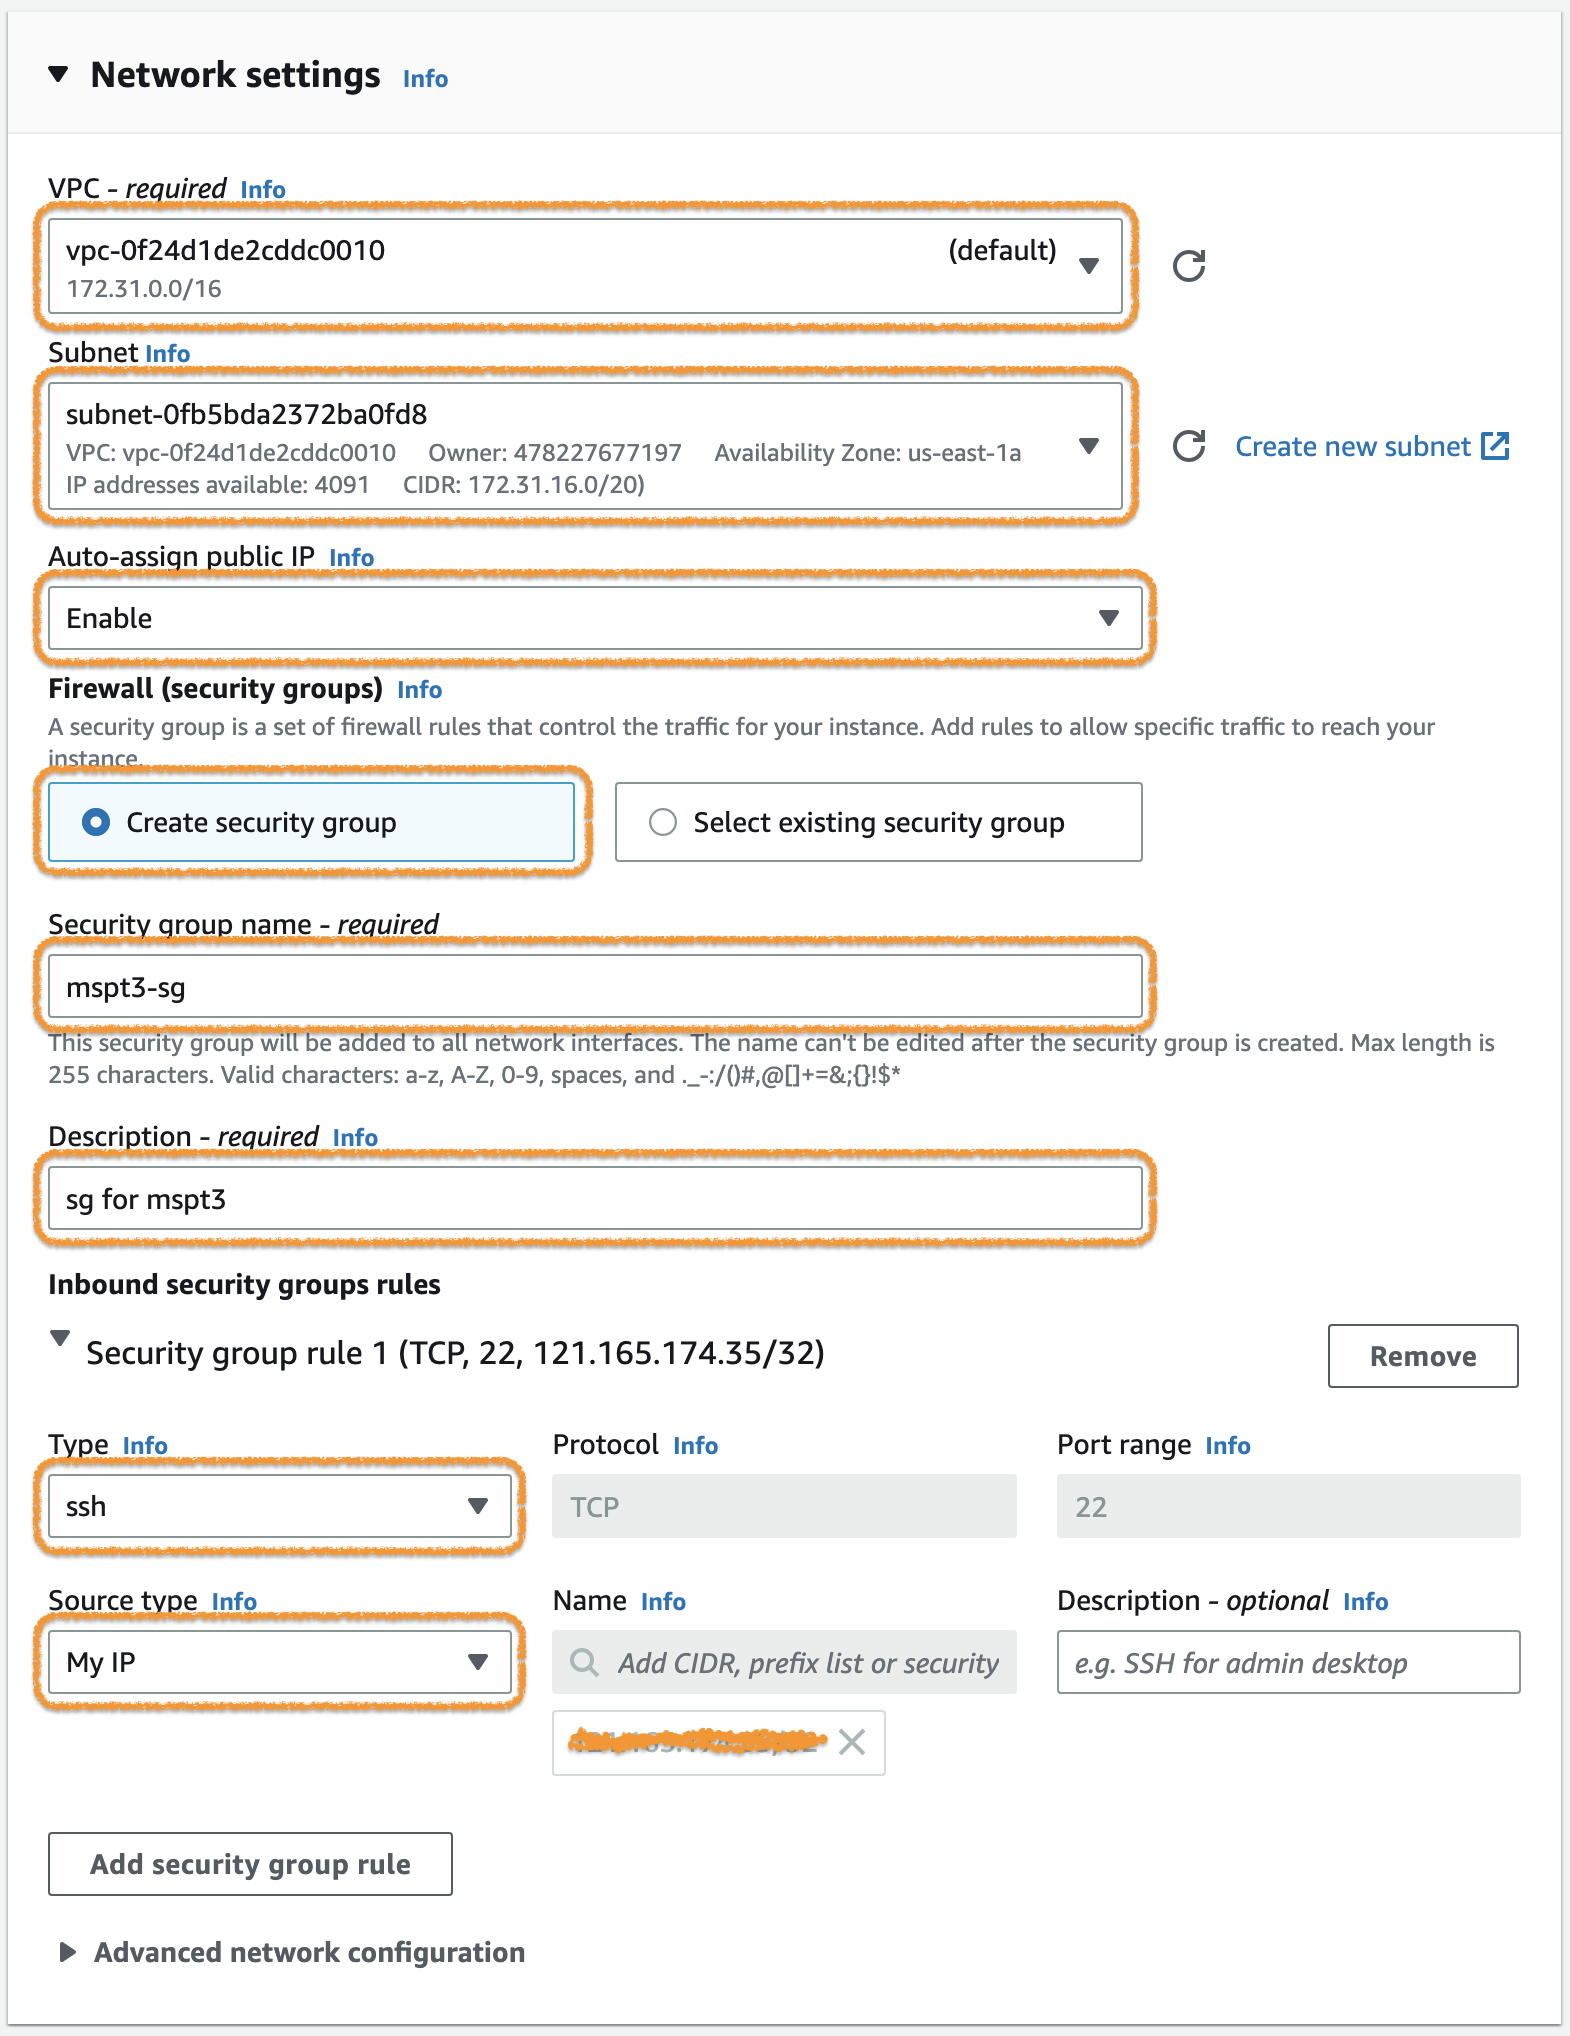 Network settings Info
VPC - required Info
vpc-0f24d1de2cddc0010 (default)
172.31.0.0/16
Subnet Info
subnet-0fb5bda2372ba0fd8
VPC: vpc-0f24d1de2cddc0010 Owner: 478227677197 Availability Zone: us-east-1a
IP addresses available: 4091 CIDR: 172.31.16.0/20)
Create new subnet
Auto-assign public IP Info
Enable
Firewall (security groups) Info
A security group is a set of firewall rules that control the traffic for your instance. Add rules to allow specific traffic to reach your
instance.
Create security group
Select existing security group
Security group name - required
mspt3-sg
This security group will be added to all network interfaces. The name can't be edited after the security group is created. Max length is
255 characters. Valid characters: a-z, A-Z, 0-9, spaces, and ._-:/()#,@[]+=&;{}!$*
Description - required Info
sg for mspt3
Inbound security groups rules
Security group rule 1 (TCP, 22, 121.165.174.35/32)
Remove
Type Info
Protocol Info
Port range Info
ssh
TCP
22
Source type Info
Name Info
Description - optional Info
My IP
Add CIDR, prefix list or security
e.g. SSH for admin desktop
Add security group rule
Advanced network configuration